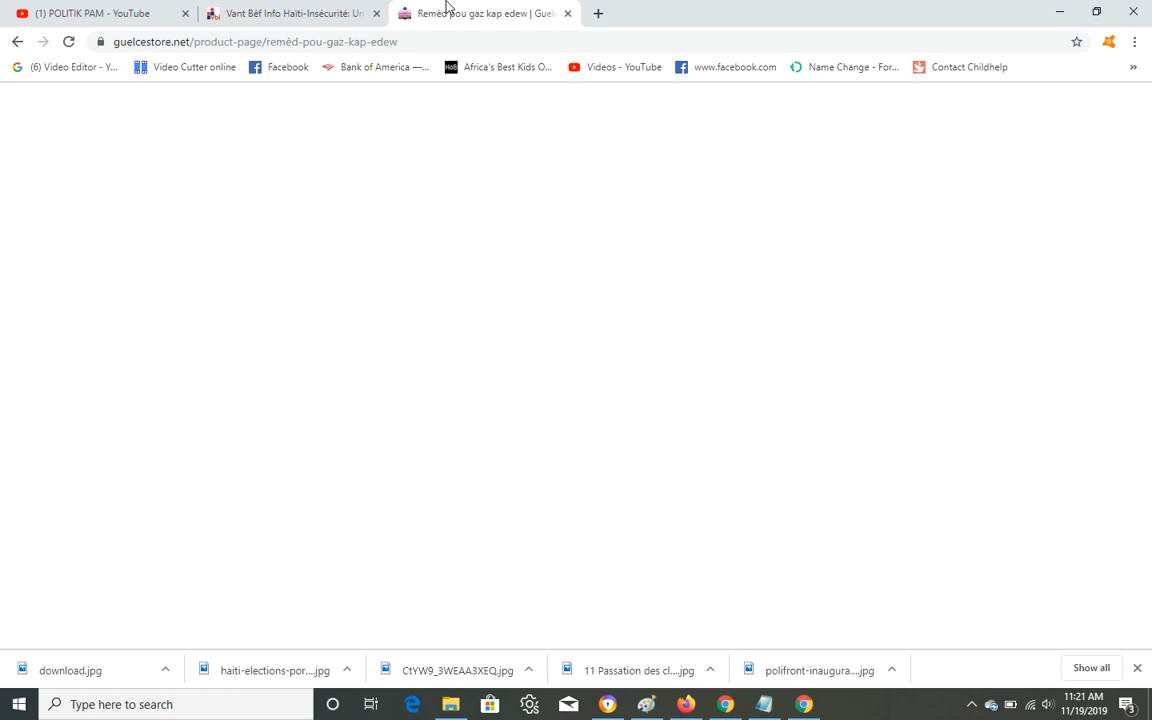 (1) POLITIK PAM - YouTube
Vant Bèf Info Haïti-Insécurité: Un
Remèd pou gaz kap edew | Guel
guelcestore.net/product-page/remèd-pou-gaz-kap-edew
(6) Video Editor - Y...
Video Cutter online
Facebook
Bank of America —...
Africa's Best Kids O...
Videos - YouTube
www.facebook.com
Name Change - For...
Contact Childhelp
»
download.jpg
haiti-elections-por....jpg
CtYW9_3WEAA3XEQ.jpg
11 Passation des cl....jpg
polifront-inaugura....jpg
Show all
Type here to search
11:21 AM
11/19/2019
3